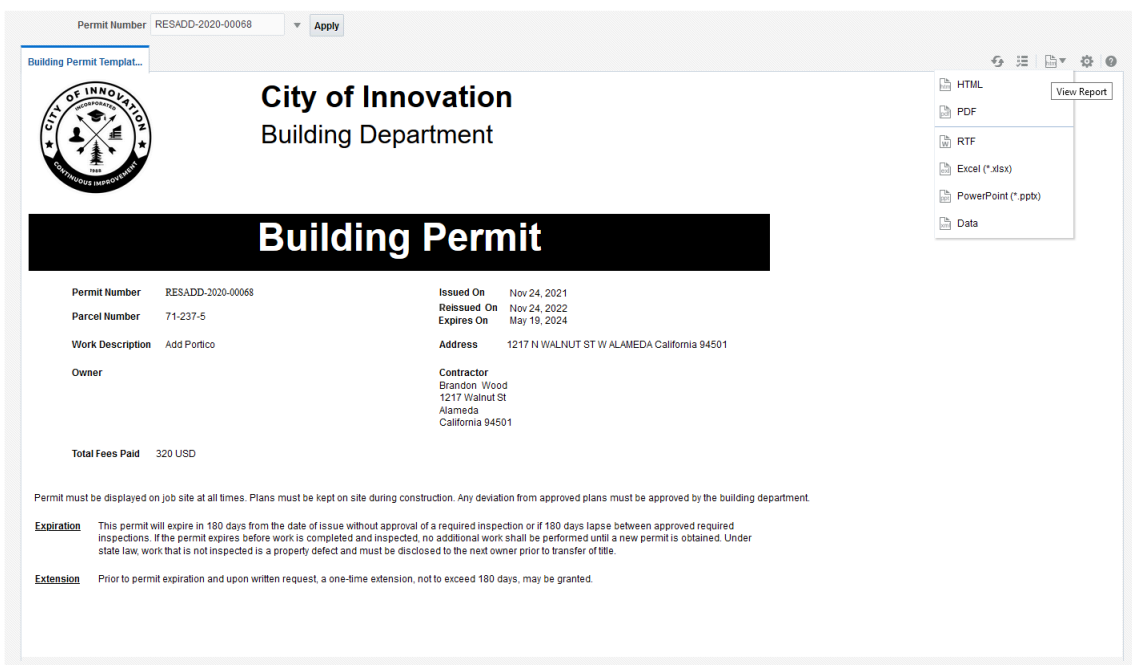 Permit Number RESADD-2020-00068 Apply
Building Permit Templat...
HTML
View Report
PDF
RTF
Excel (*.xlsx)
PowerPoint (*.pptx)
Data
CITY OF INNOVATION
INCORPORATED
1988
CONTINUOUS IMPROVEMENT
City of Innovation
Building Department
Building Permit
Permit Number RESADD-2020-00068
Parcel Number 71-237-5
Work Description Add Portico
Owner
Issued On Nov 24, 2021
Reissued On Nov 24, 2022
Expires On May 19, 2024
Address 1217 N WALNUT ST W ALAMEDA California 94501
Contractor
Brandon Wood
1217 Walnut St
Alameda
California 94501
Total Fees Paid 320 USD
Permit must be displayed on job site at all times. Plans must be kept on site during construction. Any deviation from approved plans must be approved by the building department.
Expiration This permit will expire in 180 days from the date of issue without approval of a required inspection or if 180 days lapse between approved required
inspections. If the permit expires before work is completed and inspected, no additional work shall be performed until a new permit is obtained. Under
state law, work that is not inspected is a property defect and must be disclosed to the next owner prior to transfer of title.
Extension Prior to permit expiration and upon written request, a one-time extension, not to exceed 180 days, may be granted.